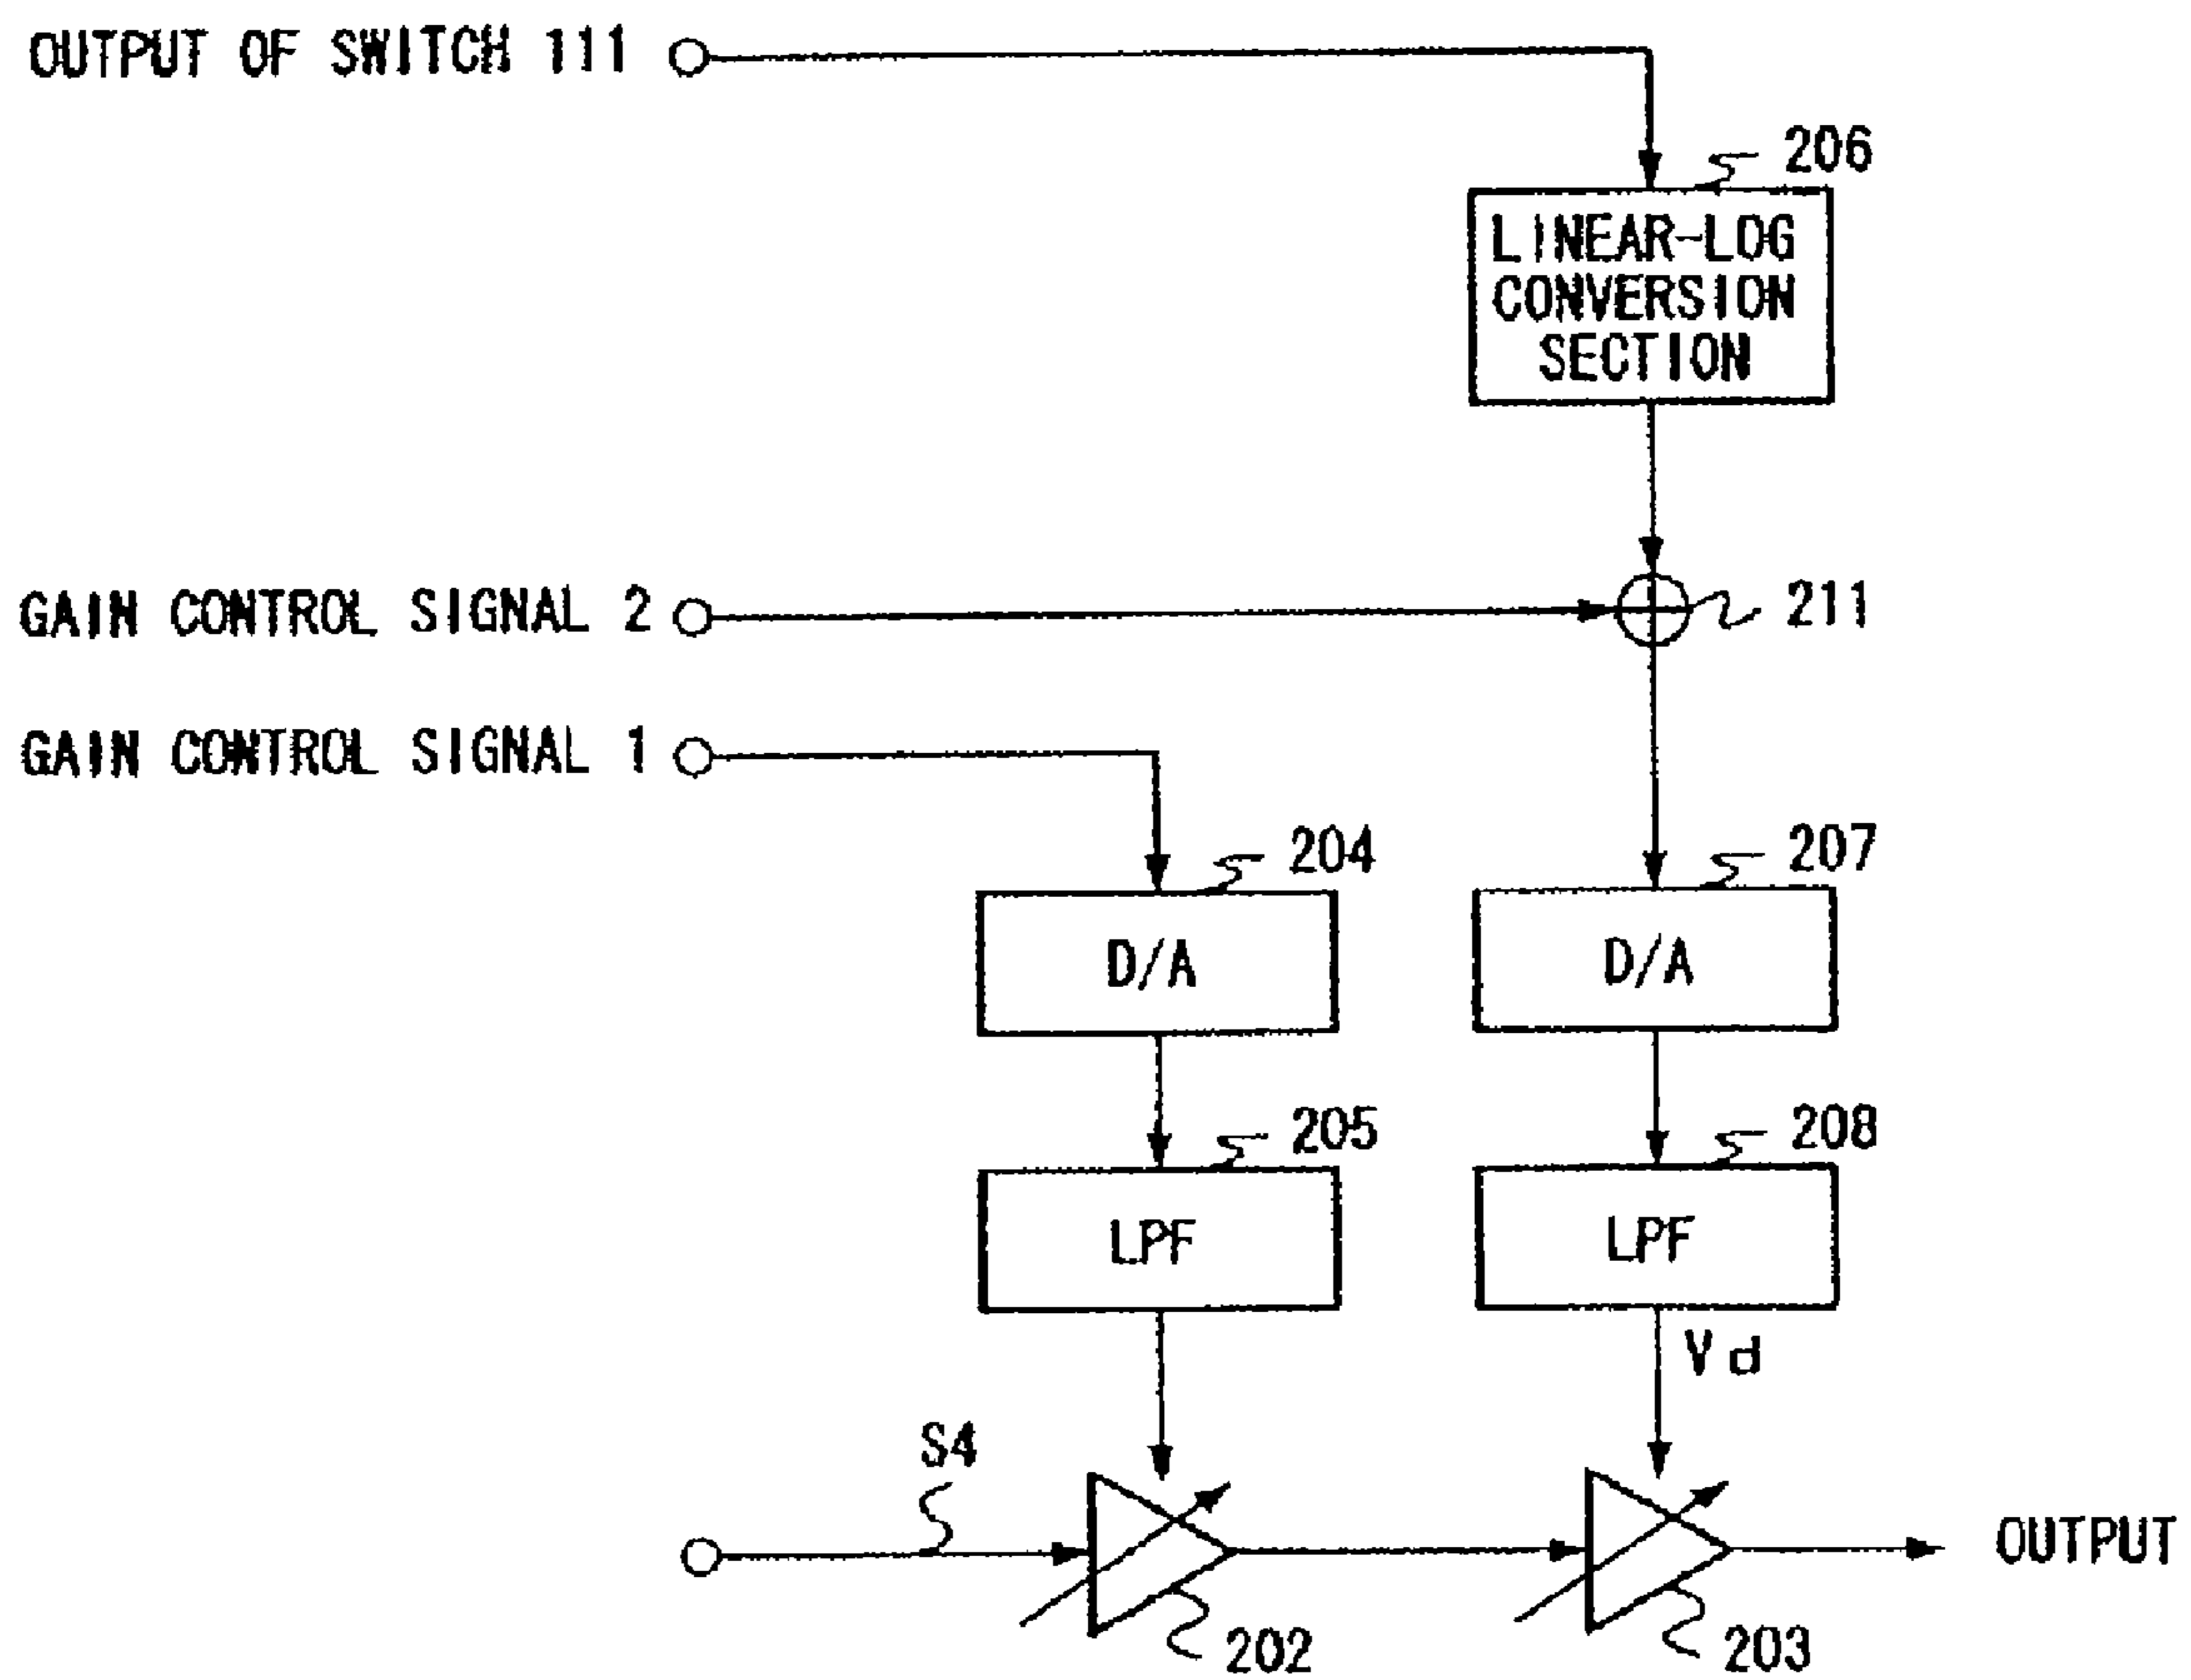 OUTPUT OF SWITCH 111
206
LINEAR-LOG
CONVERSION
SECTION
GAIN CONTROL SIGNAL 2
211
GAIN CONTROL SIGNAL 1
204
207
D/A
D/A
205
208
LPF
LPF
Vd
S4
OUTPUT
202
203